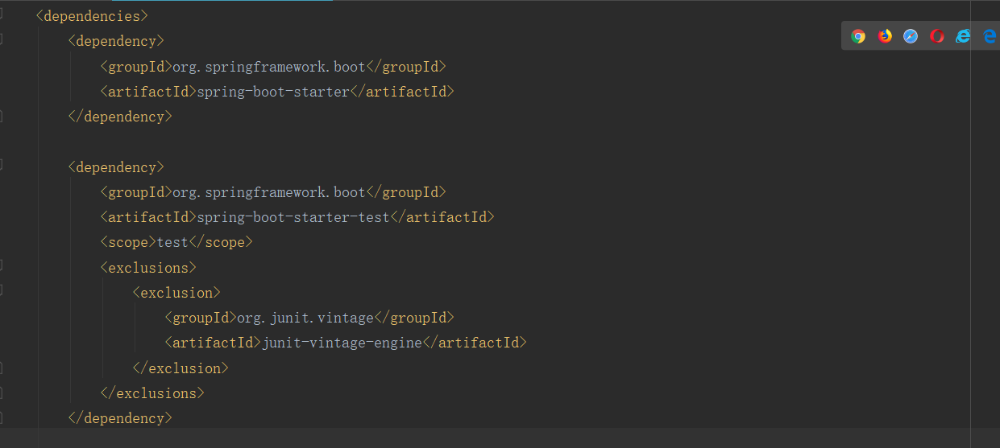 <dependencies>
<dependency>
<groupId>org.springframework.boot</groupId>
<artifactId>spring-boot-starter</artifactId>
</dependency>
<dependency>
<groupId>org.springframework.boot</groupId>
<artifactId>spring-boot-starter-test</artifactId>
<scope>test</scope>
<exclusions>
<exclusion>
<groupId>org.junit.vintage</groupId>
<artifactId>junit-vintage-engine</artifactId>
</exclusion>
</exclusions>
</dependency>